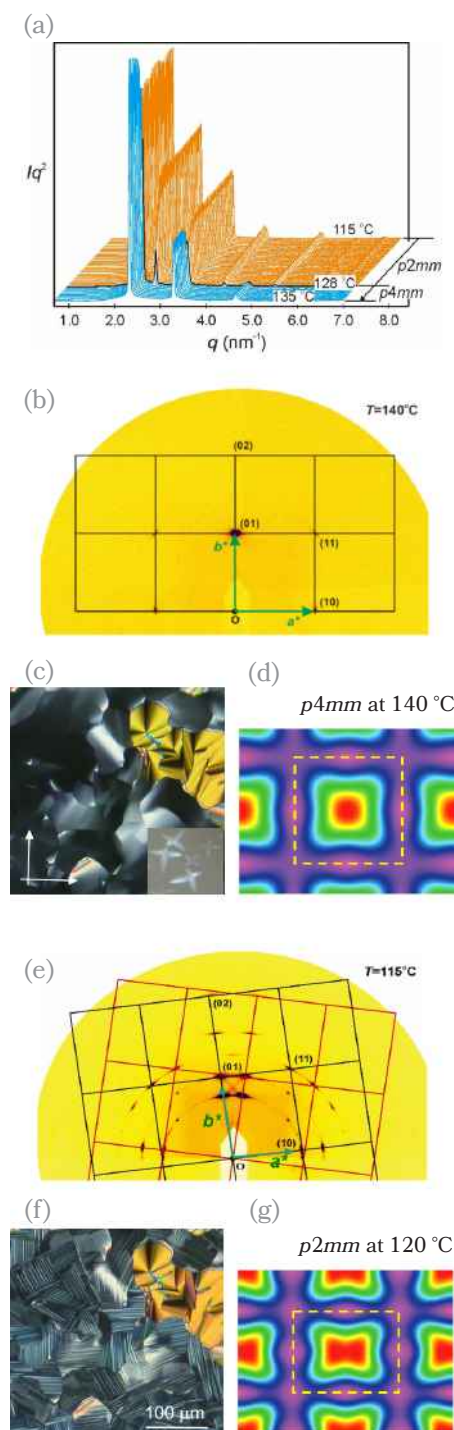 (a)
Iq²
115 °C
p2mm
128 °C
p4mm
135°C
1.0 2.0 3.0 4.0 5.0 6.0 7.0 8.0
q (nm⁻¹)
(b)
T=140°C
(02)
(01)
b*
(11)
(10)
O
a*
(c)
(d)
p4mm at 140 °C
(e)
T=115°C
(02)
(01)
(11)
b*
(10)
a*
O
(f)
(g)
p2mm at 120 °C
100 μm